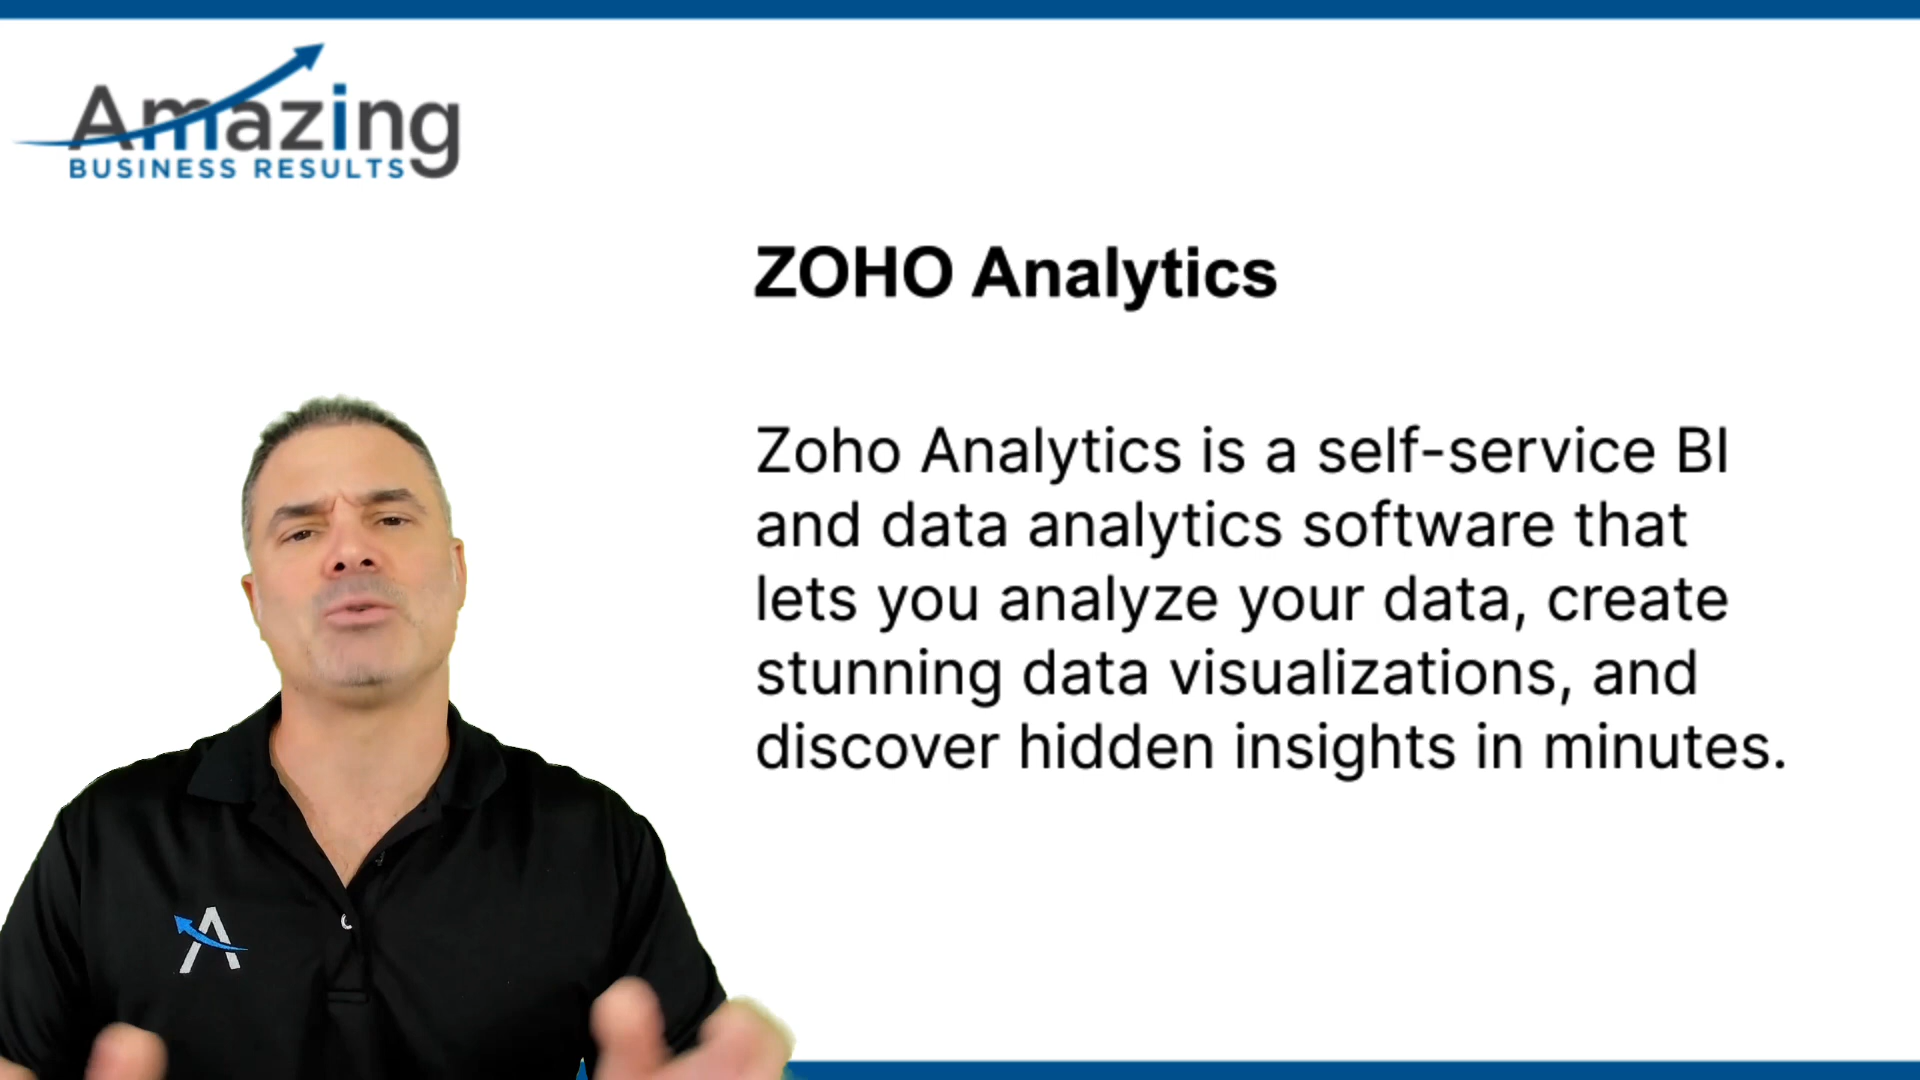 Amazing
BUSINESS RESULTS
ZOHO Analytics
Zoho Analytics is a self-service BI
and data analytics software that
lets you analyze your data, create
stunning data visualizations, and
discover hidden insights in minutes.
A